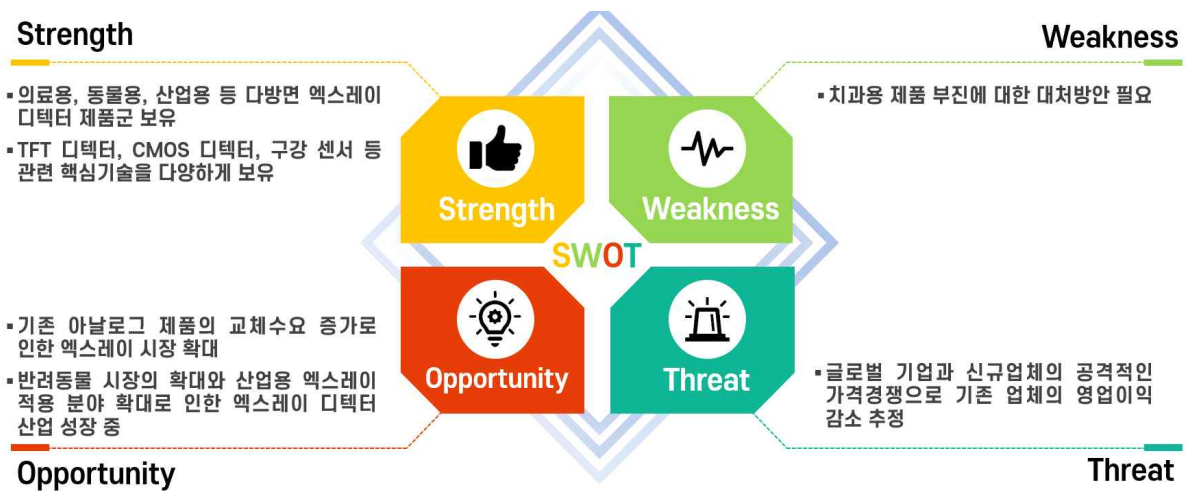 Strength
▪ 의료용, 동물용, 산업용 등 다방면 엑스레이
디텍터 제품군 보유
▪ TFT 디텍터, CMOS 디텍터, 구강 센서 등
관련 핵심기술을 다양하게 보유
Weakness
▪ 치과용 제품 부진에 대한 대처방안 필요
Strength
Weakness
SWOT
Opportunity
Threat
▪ 기존 아날로그 제품의 교체수요 증가로
인한 엑스레이 시장 확대
▪ 반려동물 시장의 확대와 산업용 엑스레이
적용 분야 확대로 인한 엑스레이 디텍터
산업 성장 중
Opportunity
▪ 글로벌 기업과 신규업체의 공격적인
가격경쟁으로 기존 업체의 영업이익
감소 추정
Threat